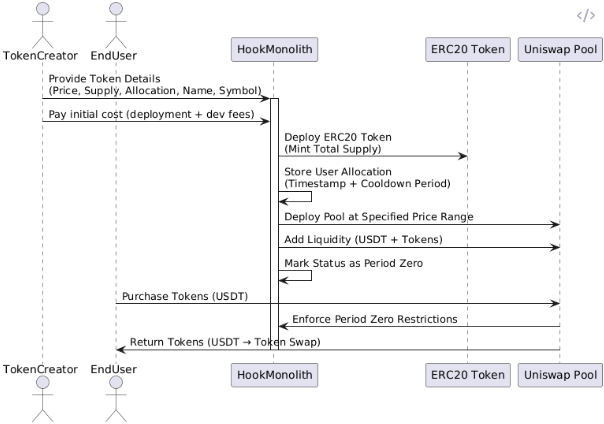 </>
TokenCreator
EndUser
HookMonolith
ERC20 Token
Uniswap Pool
Provide Token Details
(Price, Supply, Allocation, Name, Symbol)
Pay initial cost (deployment + dev fees)
Deploy ERC20 Token
(Mint Total Supply)
Store User Allocation
(Timestamp + Cooldown Period)
Deploy Pool at Specified Price Range
Add Liquidity (USDT + Tokens)
Mark Status as Period Zero
Purchase Tokens (USDT)
Enforce Period Zero Restrictions
Return Tokens (USDT → Token Swap)
TokenCreator
EndUser
HookMonolith
ERC20 Token
Uniswap Pool